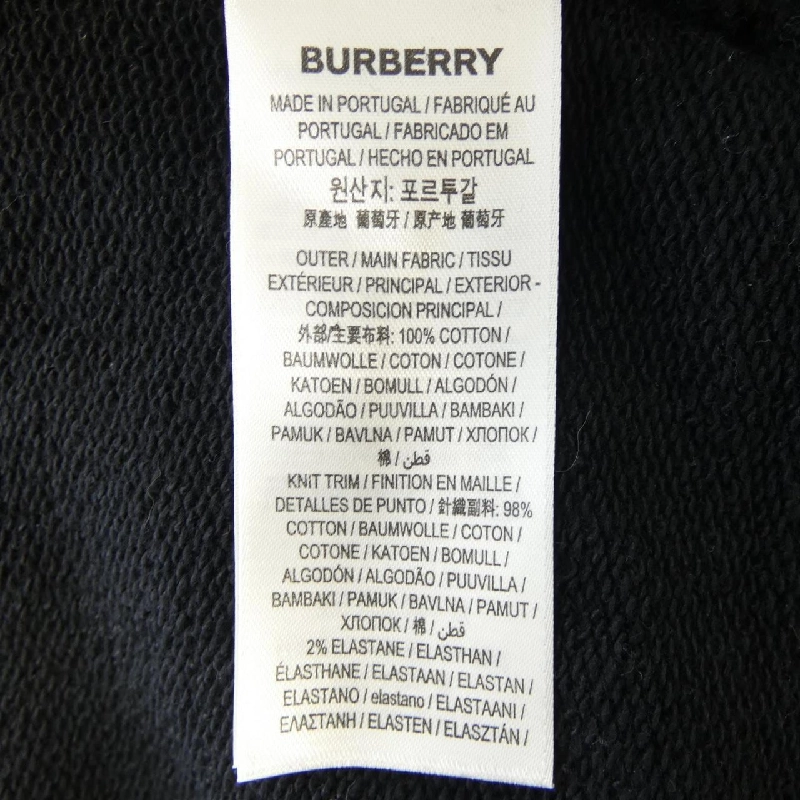 BURBERRY
MADE IN PORTUGAL / FABRIQUÉ AU
PORTUGAL / FABRICADO EM
PORTUGAL / HECHO EN PORTUGAL
원산지: 포르투갈
原產地 葡萄牙 / 原产地 葡萄牙
OUTER / MAIN FABRIC / TISSU
EXTÉRIEUR / PRINCIPAL / EXTERIOR -
COMPOSICION PRINCIPAL /
外部/主要布料: 100% COTTON /
BAUMWOLLE / COTON / COTONE /
KATOEN / BOMULL / ALGODÓN /
ALGODÃO / PUUVILLA / BAMBAKI /
PAMUK / BAVLNA / PAMUT / ХЛОПОК /
棉 / قطن
KNIT TRIM / FINITION EN MAILLE /
DETALLES DE PUNTO / 針織副料: 98%
COTTON / BAUMWOLLE / COTON /
COTONE / KATOEN / BOMULL /
ALGODÓN / ALGODÃO / PUUVILLA /
BAMBAKI / PAMUK / BAVLNA / PAMUT /
ХЛОПОК / 棉 / قطن
2% ELASTANE / ELASTHAN /
ÉLASTHANE / ELASTAAN / ELASTAN /
ELASTANO / elastano / ELASTAANI /
ΕΛΑΣΤΑΝΗ / ELASTEN / ELASZTÁN /